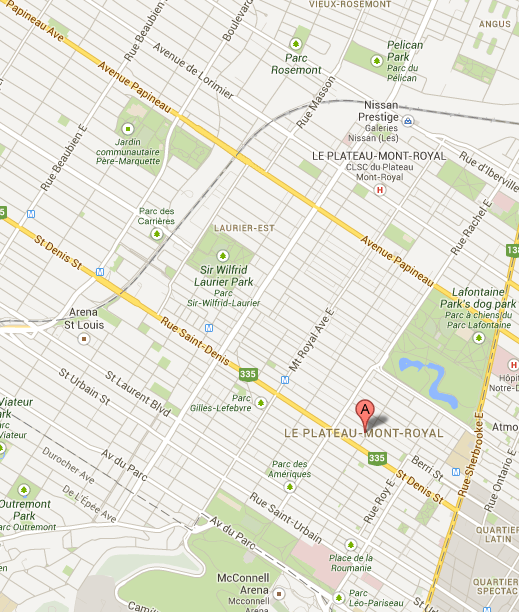 VIEUX-ROSEMONT
ANGUS
Papineau Ave
Rue Beaubien E
Boulevard
Pelican
Park
Parc du
Pélican
Parc
Rosemont
Avenue de Lorimier
Avenue Papineau
Rue Masson
Nissan
Prestige
Galeries
Nissan (Les)
Jardin
communautaire
Père-Marquette
LE PLATEAU-MONT-ROYAL
CLSC du Plateau
Mont-Royal
H
Rue d'Iberville
Rue Beaubien E
M
Parc des
Carrières
LAURIER-EST
Rue Rachel E
St Denis St
Avenue Papineau
138
M
Sir Wilfrid
Laurier Park
Parc
Sir-Wilfrid-Laurier
Lafontaine
Park's dog park
Parc à chiens du
Parc Lafontaine
Arena
St Louis
M
Rue Saint-Denis
Mt Royal Ave E
335
M
H
Hôpi
Notre-D
St Urbain St
St Laurent Blvd
Parc
Gilles-Lefebvre
A
LE PLATEAU-MONT-ROYAL
Viateur
Parc
Viateur
Durocher Ave
Av du Parc
335
Berri St
M
Rue Sherbrooke E
Atmo
Rue Ontario E
Parc des
Amériques
St Denis St
De L'Épée Ave
Outremont
Park
Parc Outremont
Rue Saint-Urbain
Rue Roy E
Av du Parc
QUARTIER
LATIN
Place de la
Roumanie
McConnell
Arena
Mcconnell
Arena
Parc
Léo-Pariseau
QUARTIER
SPECTAC